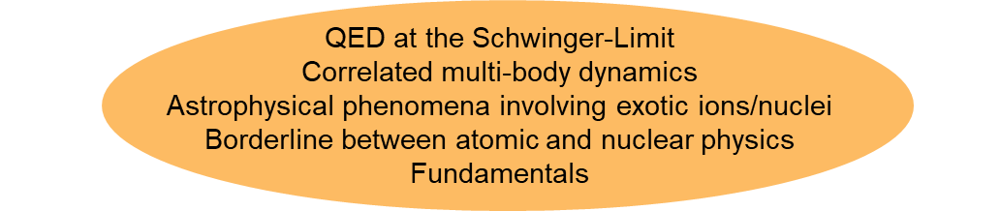 QED at the Schwinger-Limit
Correlated multi-body dynamics
Astrophysical phenomena involving exotic ions/nuclei
Borderline between atomic and nuclear physics
Fundamentals